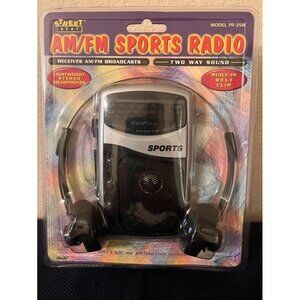 STREET
BEAT
MODEL PR-35M
AM/FM SPORTS RADIO
RECEIVES AM/FM BROADCASTS
TWO WAY SOUND
LIGHTWEIGHT
STEREO
HEADPHONES
BUILT-IN
BELT
CLIP
SPORTS